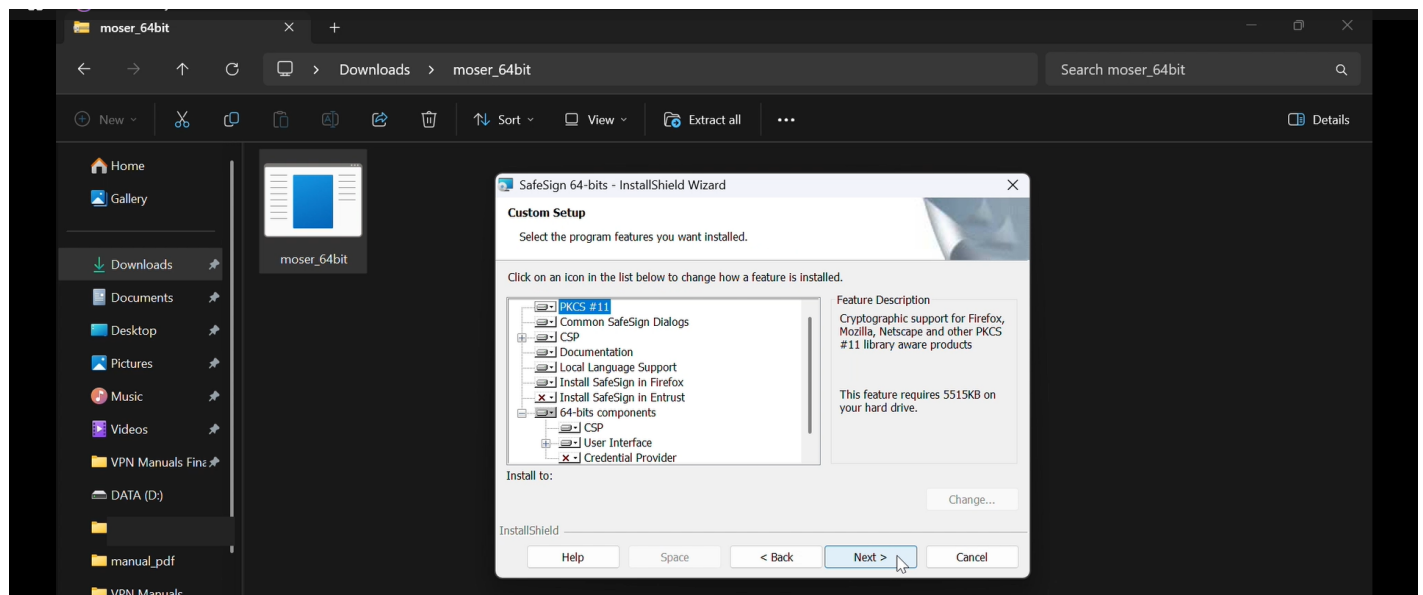 moser_64bit
Downloads > moser_64bit
Search moser_64bit
New
Sort
View
Extract all
Details
Home
Gallery
Downloads
Documents
Desktop
Pictures
Music
Videos
VPN Manuals Fina
DATA (D:)
manual_pdf
VPN Manuals
moser_64bit
SafeSign 64-bits - InstallShield Wizard
Custom Setup
Select the program features you want installed.
Click on an icon in the list below to change how a feature is installed.
PKCS #11
Common SafeSign Dialogs
CSP
Documentation
Local Language Support
Install SafeSign in Firefox
Install SafeSign in Entrust
64-bits components
CSP
User Interface
Credential Provider
Feature Description
Cryptographic support for Firefox,
Mozilla, Netscape and other PKCS
#11 library aware products
This feature requires 5515KB on
your hard drive.
Install to:
Change...
InstallShield
Help
Space
< Back
Next >
Cancel